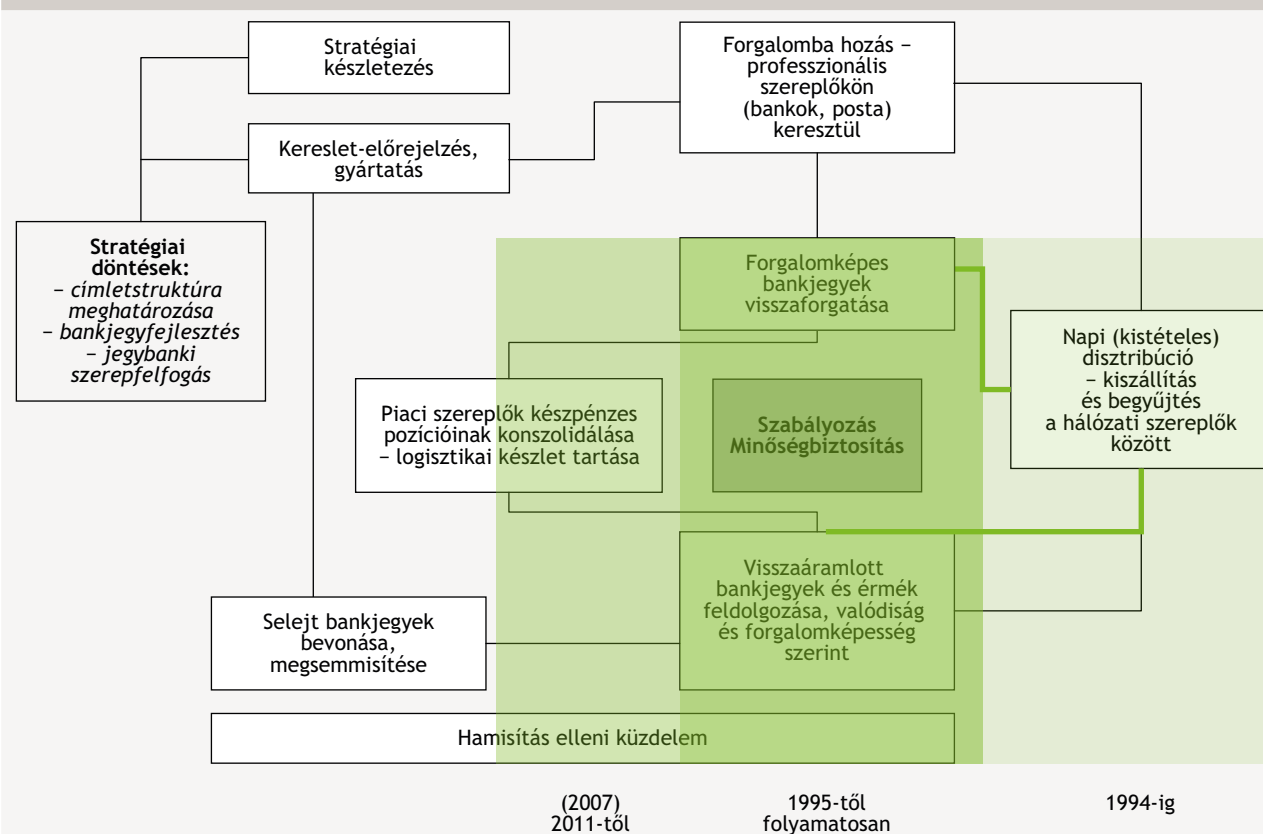 Stratégiai
készletezés
Forgalomba hozás –
professzionális
szereplőkön
(bankok, posta)
keresztül
Kereslet-előrejelzés,
gyártatás
Stratégiai
döntések:
– címletstruktúra
meghatározása
– bankjegyfejlesztés
– jegybanki
szerepfelfogás
Forgalomképes
bankjegyek
visszaforgatása
Napi (kistételes)
disztribúció
– kiszállítás
és begyűjtés
a hálózati szereplők
között
Piaci szereplők készpénzes
pozícióinak konszolidálása
– logisztikai készlet tartása
Szabályozás
Minőségbiztosítás
Visszaáramlott
bankjegyek és érmék
feldolgozása, valódiság
és forgalomképesség
szerint
Selejt bankjegyek
bevonása,
megsemmisítése
Hamisítás elleni küzdelem
(2007)
2011-től
1995-től
folyamatosan
1994-ig